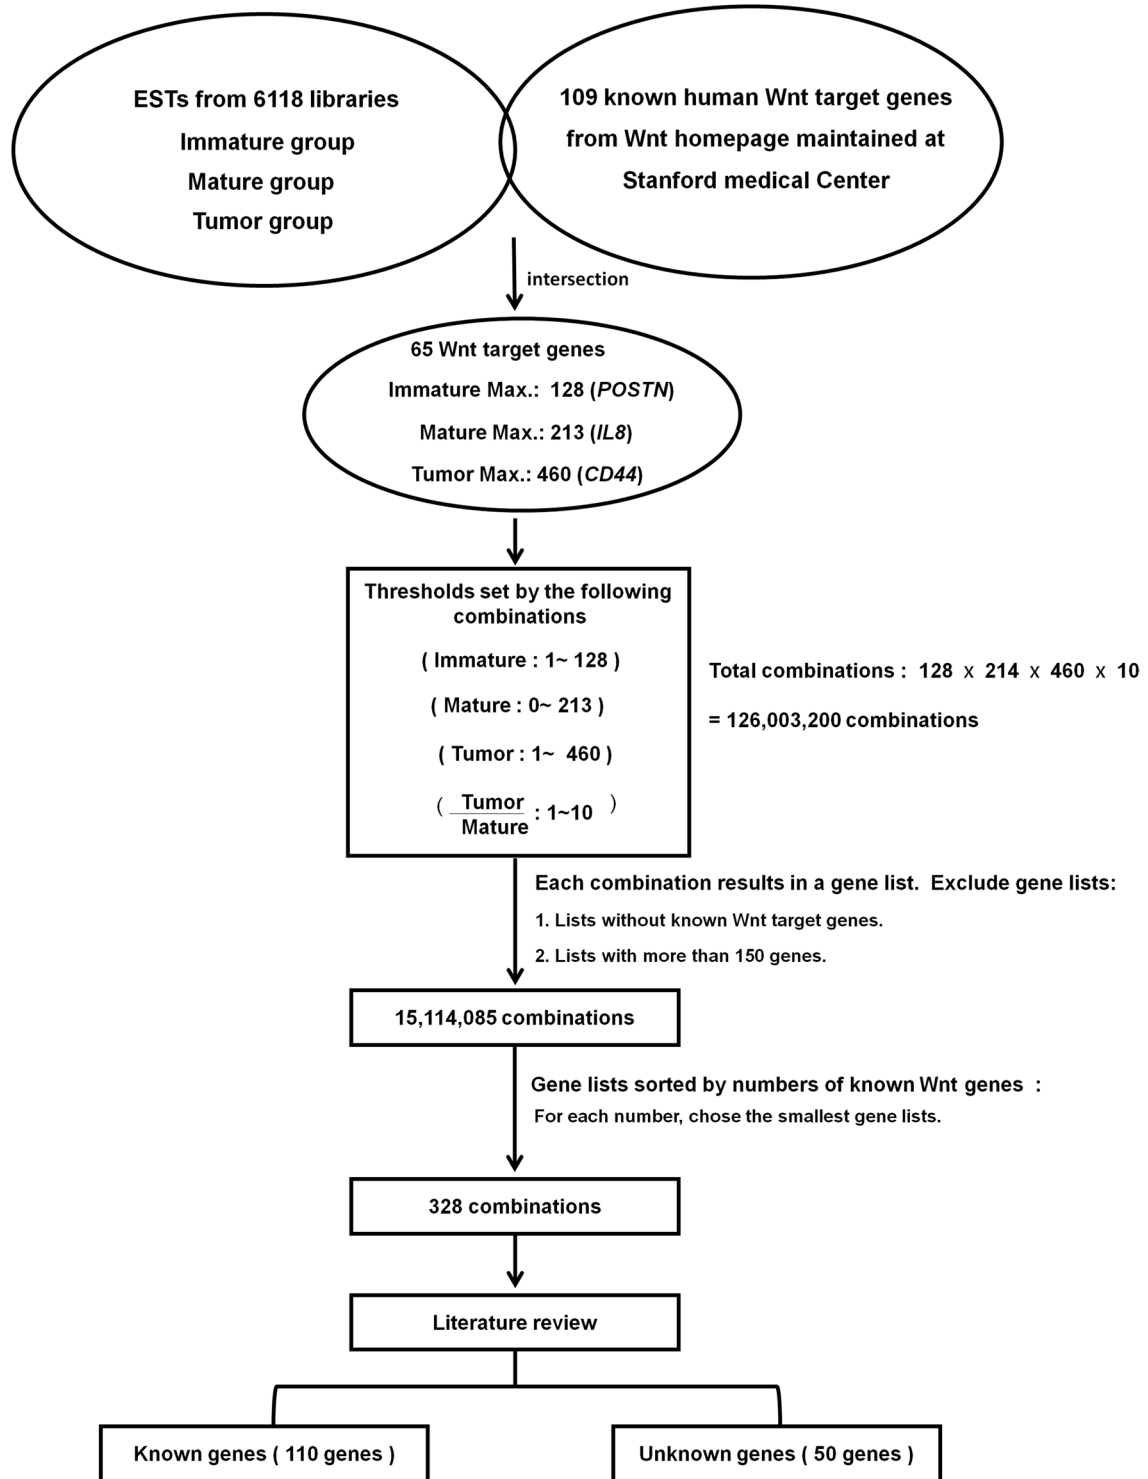 ESTs from 6118 libraries
Immature group
Mature group
Tumor group
109 known human Wnt target genes
from Wnt homepage maintained at
Stanford medical Center
intersection
65 Wnt target genes
Immature Max.: 128 (POSTN)
Mature Max.: 213 (IL8)
Tumor Max.: 460 (CD44)
Thresholds set by the following
combinations
( Immature : 1~ 128 )
( Mature : 0~ 213 )
( Tumor : 1~ 460 )
( Tumor
Mature : 1~10 )
Total combinations : 128 x 214 x 460 x 10
= 126,003,200 combinations
Each combination results in a gene list. Exclude gene lists:
1. Lists without known Wnt target genes.
2. Lists with more than 150 genes.
15,114,085 combinations
Gene lists sorted by numbers of known Wnt genes :
For each number, chose the smallest gene lists.
328 combinations
Literature review
Known genes ( 110 genes )
Unknown genes ( 50 genes )